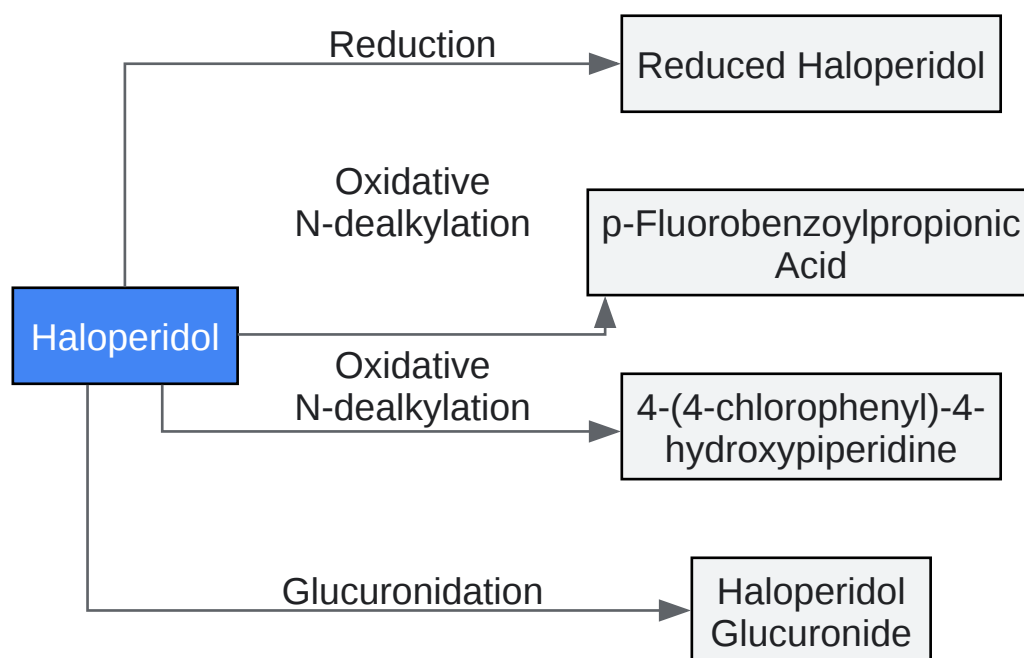 Reduction
Reduced Haloperidol
Oxidative
N-dealkylation
p-Fluorobenzoylpropionic
Acid
Haloperidol
Oxidative
N-dealkylation
4-(4-chlorophenyl)-4-
hydroxypiperidine
Glucuronidation
Haloperidol
Glucuronide